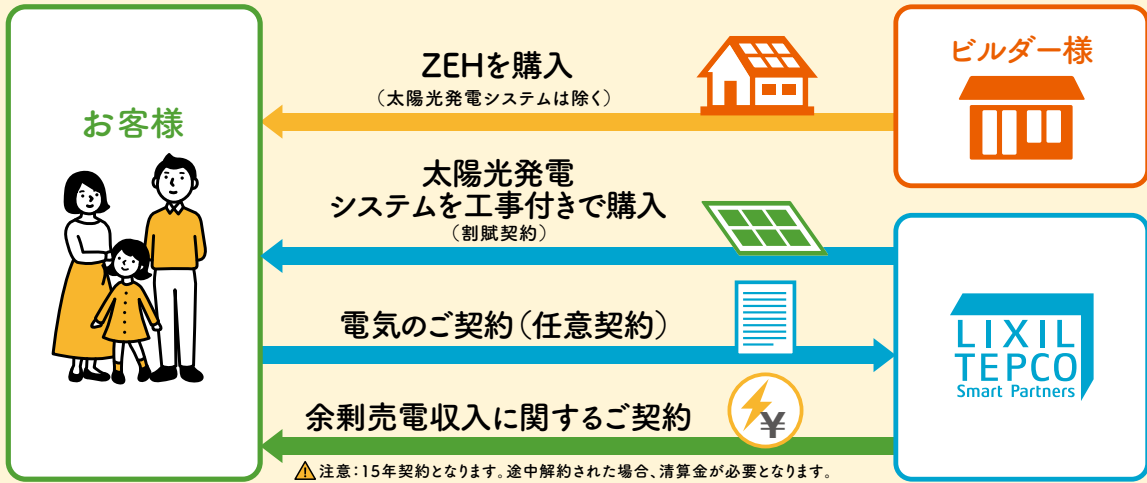 お客様
ZEHを購入
（太陽光発電システムは除く）
ビルダー様
太陽光発電
システムを工事付きで購入
（割賦契約）
電気のご契約（任意契約）
LIXIL
TEPCO
Smart Partners
余剰売電収入に関するご契約
¥
注意：15年契約となります。途中解約された場合、清算金が必要となります。